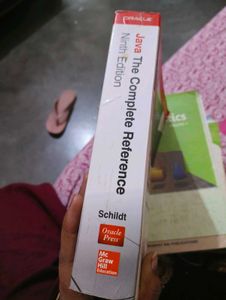 ORACLE
Java The Complete Reference
Ninth Edition
Schildt
Oracle
Press
Mc
Graw
Hill
Education